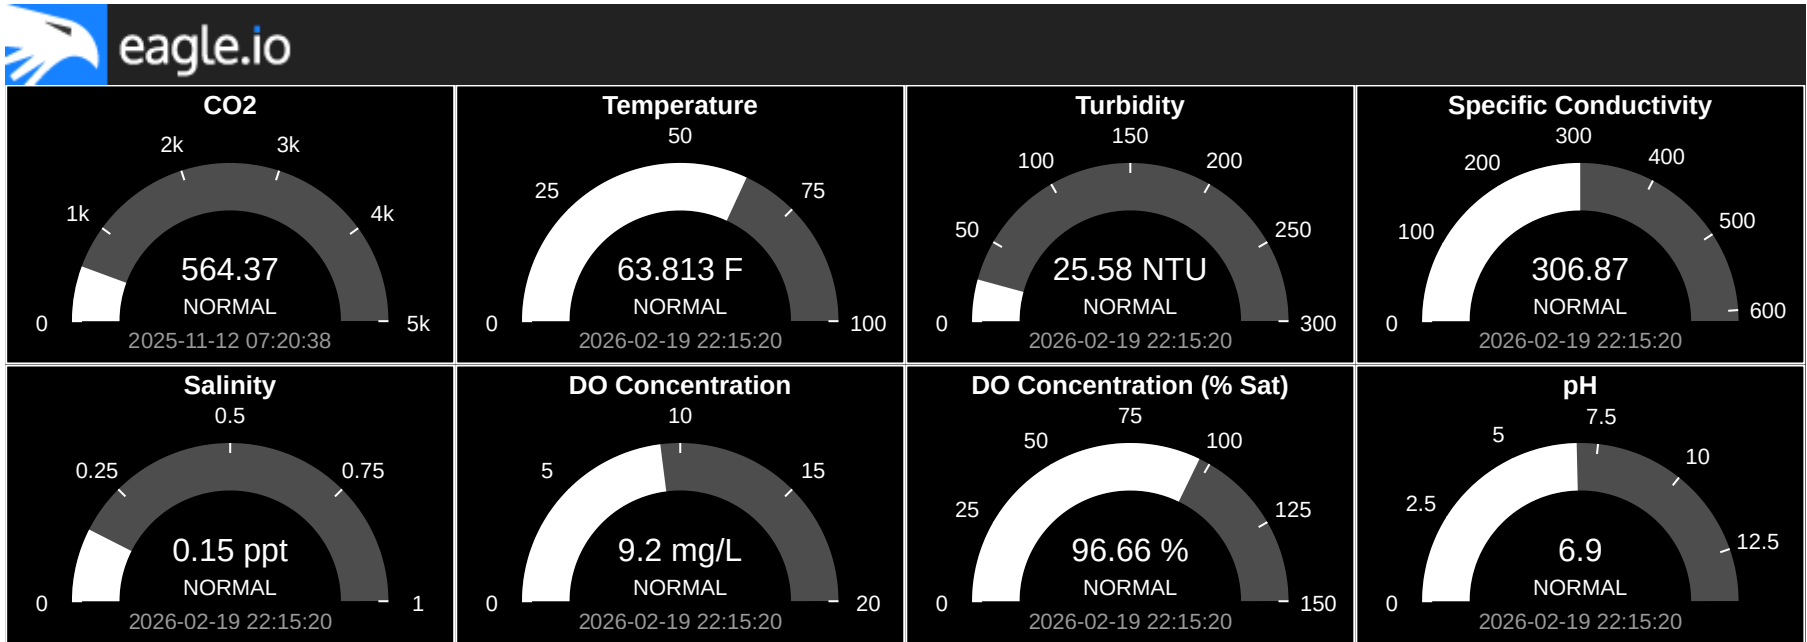 eagle.io
CO2
0
1k
2k
3k
4k
5k
564.37
NORMAL
2025-11-12 07:20:38
Temperature
0
25
50
75
100
63.813 F
NORMAL
2026-02-19 22:15:20
Turbidity
0
50
100
150
200
250
300
25.58 NTU
NORMAL
2026-02-19 22:15:20
Specific Conductivity
0
100
200
300
400
500
600
306.87
NORMAL
2026-02-19 22:15:20
Salinity
0
0.25
0.5
0.75
1
0.15 ppt
NORMAL
2026-02-19 22:15:20
DO Concentration
0
5
10
15
20
9.2 mg/L
NORMAL
2026-02-19 22:15:20
DO Concentration (% Sat)
0
25
50
75
100
125
150
96.66 %
NORMAL
2026-02-19 22:15:20
pH
0
2.5
5
7.5
10
12.5
6.9
NORMAL
2026-02-19 22:15:20